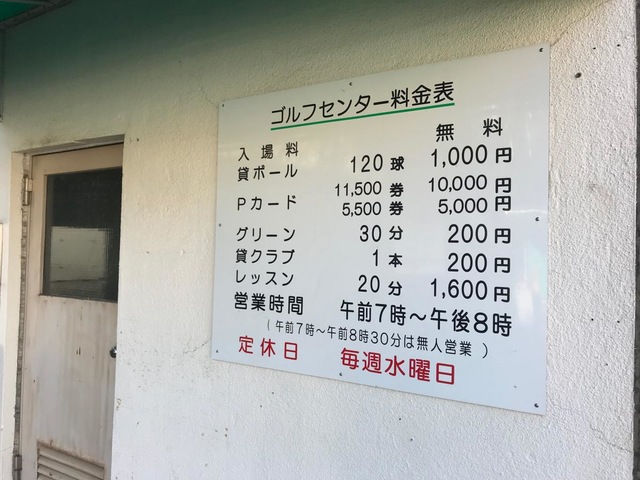 ゴルフセンター料金表
入場料 無料
貸ボール 120球 1,000円
Pカード 11,500券 10,000円
5,500券 5,000円
グリーン 30分 200円
貸クラブ 1本 200円
レッスン 20分 1,600円
営業時間 午前7時～午後8時
(午前7時～午前8時30分は無人営業)
定休日 毎週水曜日